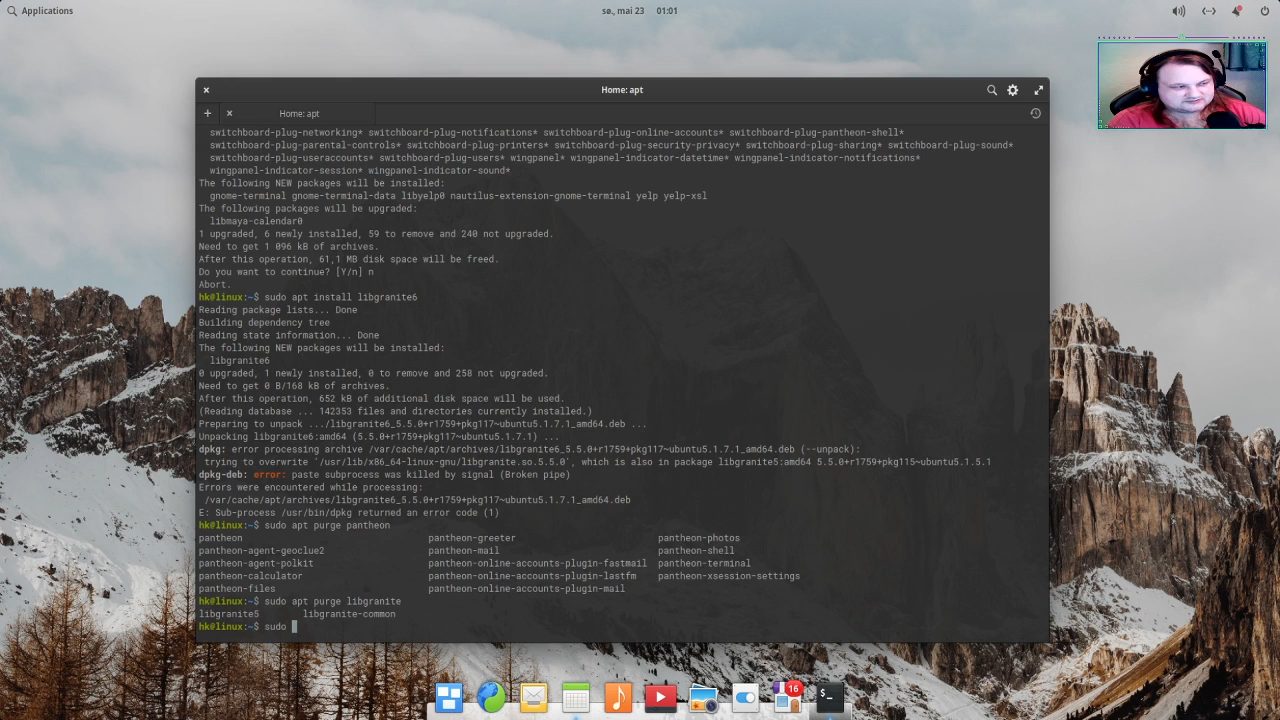 Applications
sø., mai 23 01:01
Home: apt
Home: apt
switchboard-plug-networking* switchboard-plug-notifications* switchboard-plug-online-accounts* switchboard-plug-pantheon-shell*
switchboard-plug-parental-controls* switchboard-plug-printers* switchboard-plug-security-privacy* switchboard-plug-sharing* switchboard-plug-sound*
switchboard-plug-useraccounts* switchboard-plug-users* wingpanel* wingpanel-indicator-datetime* wingpanel-indicator-notifications*
wingpanel-indicator-session* wingpanel-indicator-sound*
The following NEW packages will be installed:
gnome-terminal gnome-terminal-data libyelp0 nautilus-extension-gnome-terminal yelp yelp-xsl
The following packages will be upgraded:
libmaya-calendar0
1 upgraded, 6 newly installed, 59 to remove and 240 not upgraded.
Need to get 1 096 kB of archives.
After this operation, 61,1 MB disk space will be freed.
Do you want to continue? [Y/n] n
Abort.
hk@linux:~$ sudo apt install libgranite6
Reading package lists... Done
Building dependency tree
Reading state information... Done
The following NEW packages will be installed:
libgranite6
0 upgraded, 1 newly installed, 0 to remove and 258 not upgraded.
Need to get 0 B/168 kB of archives.
After this operation, 652 kB of additional disk space will be used.
(Reading database ... 142353 files and directories currently installed.)
Preparing to unpack .../libgranite6_5.5.0+r1759+pkg117~ubuntu5.1.7.1_amd64.deb ...
Unpacking libgranite6:amd64 (5.5.0+r1759+pkg117~ubuntu5.1.7.1) ...
dpkg: error processing archive /var/cache/apt/archives/libgranite6_5.5.0+r1759+pkg117~ubuntu5.1.7.1_amd64.deb (--unpack):
trying to overwrite '/usr/lib/x86_64-linux-gnu/libgranite.so.5.5.0', which is also in package libgranite5:amd64 5.5.0+r1759+pkg115~ubuntu5.1.5.1
dpkg-deb: error: paste subprocess was killed by signal (Broken pipe)
Errors were encountered while processing:
/var/cache/apt/archives/libgranite6_5.5.0+r1759+pkg117~ubuntu5.1.7.1_amd64.deb
E: Sub-process /usr/bin/dpkg returned an error code (1)
hk@linux:~$ sudo apt purge pantheon
pantheon pantheon-greeter pantheon-photos
pantheon-agent-geoclue2 pantheon-mail pantheon-shell
pantheon-agent-polkit pantheon-online-accounts-plugin-fastmail pantheon-terminal
pantheon-calculator pantheon-online-accounts-plugin-lastfm pantheon-xsession-settings
pantheon-files pantheon-online-accounts-plugin-mail
hk@linux:~$ sudo apt purge libgranite
libgranite5 libgranite-common
hk@linux:~$ sudo
16